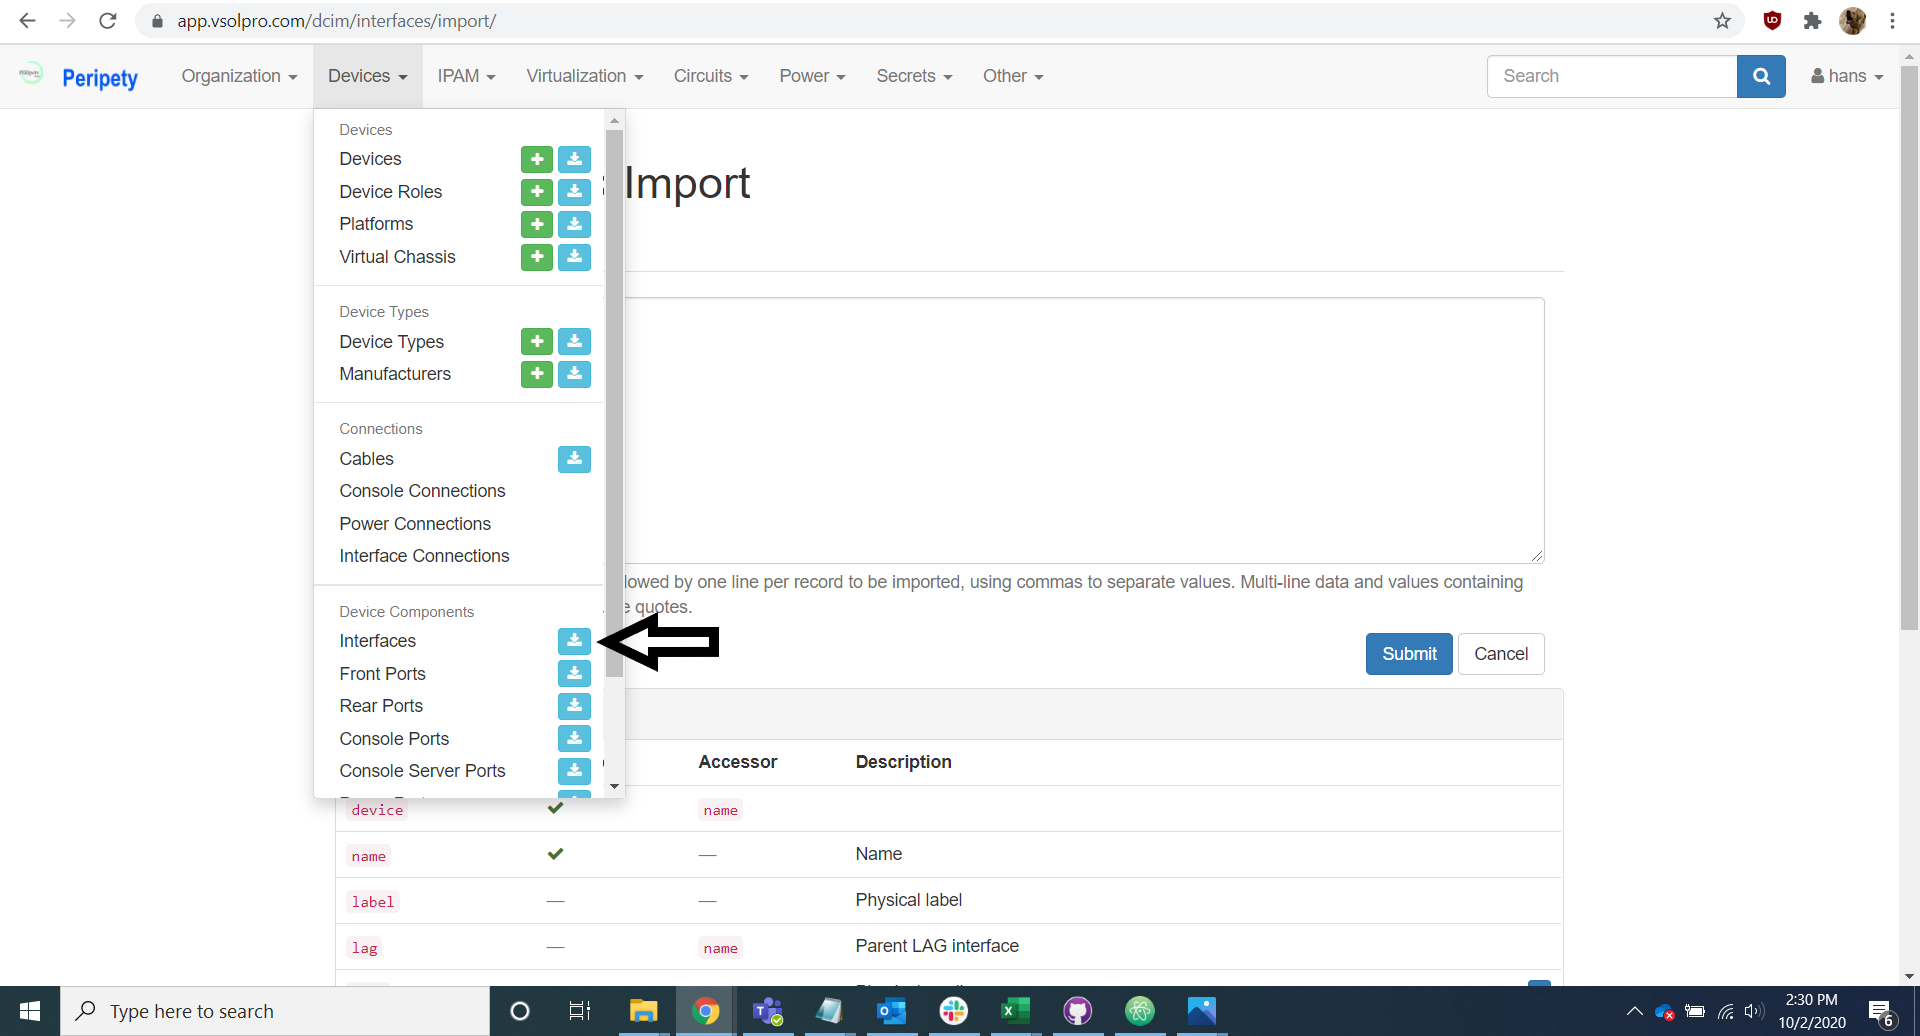 app.vsolpro.com/dcim/interfaces/import/
Peripety
Organization
Devices
IPAM
Virtualization
Circuits
Power
Secrets
Other
Search
hans
Devices
Devices
Device Roles
Platforms
Virtual Chassis
Device Types
Device Types
Manufacturers
Connections
Cables
Console Connections
Power Connections
Interface Connections
Device Components
Interfaces
Front Ports
Rear Ports
Console Ports
Console Server Ports
Import
lowed by one line per record to be imported, using commas to separate values. Multi-line data and values containing
e quotes.
Submit Cancel
Accessor Description
device name
name — Name
label — — Physical label
lag — name Parent LAG interface
Type here to search
2:30 PM
10/2/2020
6